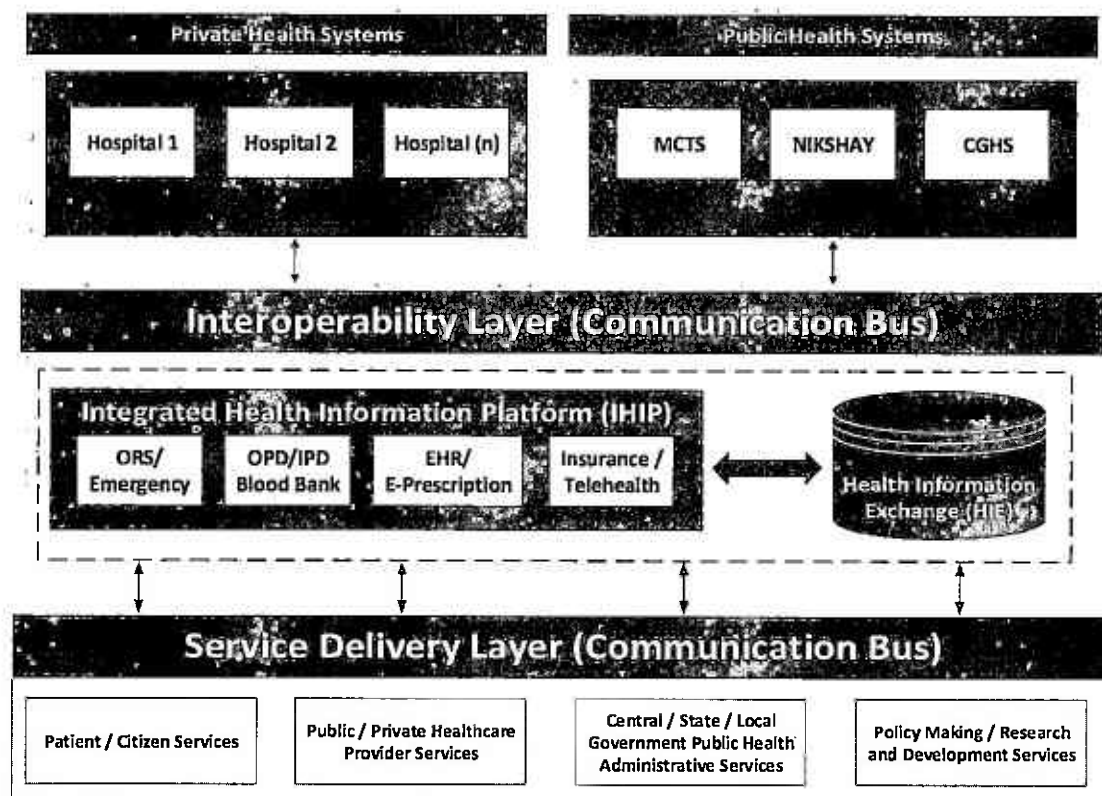 Private Health Systems
Public Health Systems
Hospital 1
Hospital 2
Hospital (n)
MCTS
NIKSHAY
CGHS
Interoperability Layer (Communication Bus)
Integrated Health Information Platform (IHIP)
ORS/
Emergency
OPD/IPD
Blood Bank
EHR/
E-Prescription
Insurance /
Telehealth
Health Information
Exchange (HIE)
Service Delivery Layer (Communication Bus)
Patient / Citizen Services
Public / Private Healthcare
Provider Services
Central / State / Local
Government Public Health
Administrative Services
Policy Making / Research
and Development Services